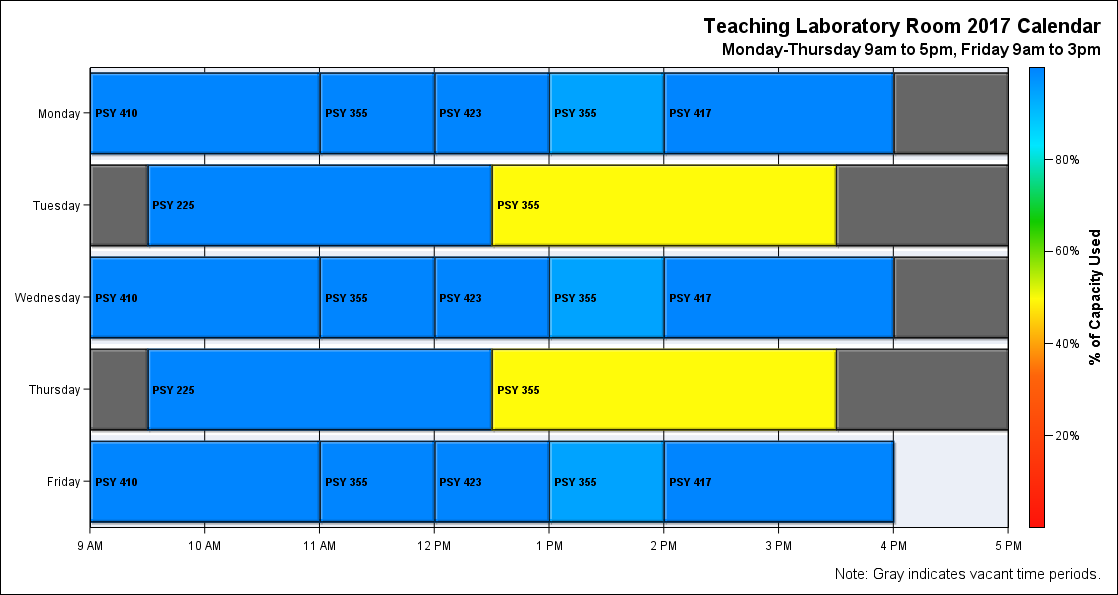 Teaching Laboratory Room 2017 Calendar
Monday-Thursday 9am to 5pm, Friday 9am to 3pm
Monday PSY 410 PSY 355 PSY 423 PSY 355 PSY 417
Tuesday PSY 225 PSY 355
Wednesday PSY 410 PSY 355 PSY 423 PSY 355 PSY 417
Thursday PSY 225 PSY 355
Friday PSY 410 PSY 355 PSY 423 PSY 355 PSY 417
9 AM 10 AM 11 AM 12 PM 1 PM 2 PM 3 PM 4 PM 5 PM
80%
60%
40%
20%
% of Capacity Used
Note: Gray indicates vacant time periods.